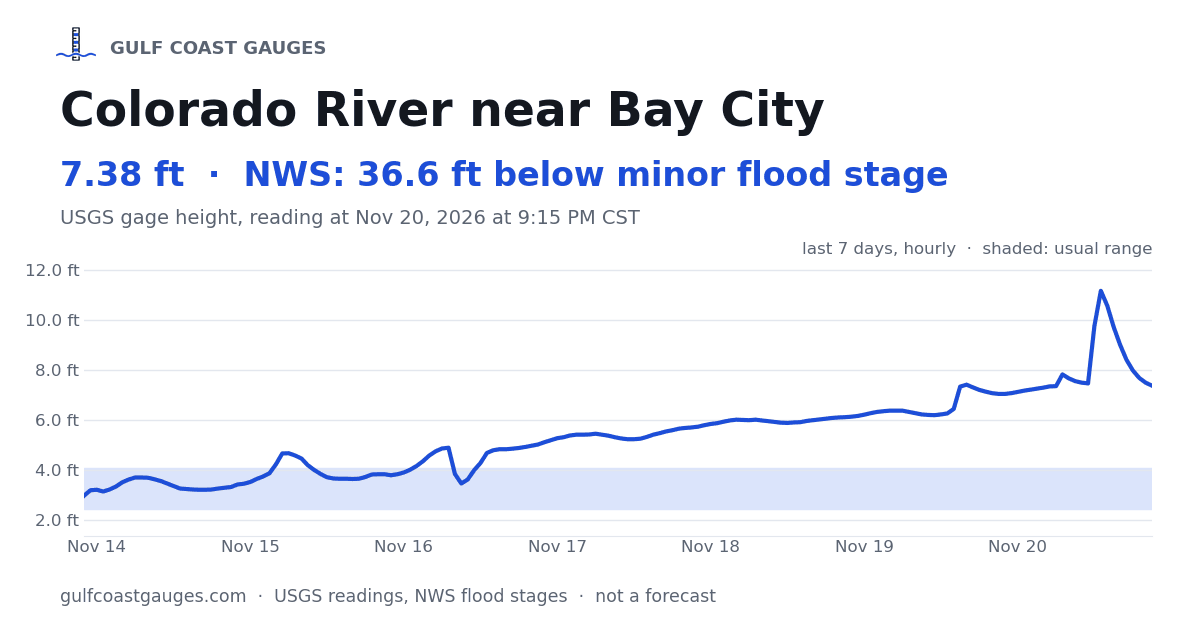 GULF COAST GAUGES
Colorado River near Bay City
7.38 ft · NWS: 36.6 ft below minor flood stage
USGS gage height, reading at Nov 20, 2026 at 9:15 PM CST
last 7 days, hourly · shaded: usual range
12.0 ft
10.0 ft
8.0 ft
6.0 ft
4.0 ft
2.0 ft
Nov 14 Nov 15 Nov 16 Nov 17 Nov 18 Nov 19 Nov 20
gulfcoastgauges.com · USGS readings, NWS flood stages · not a forecast